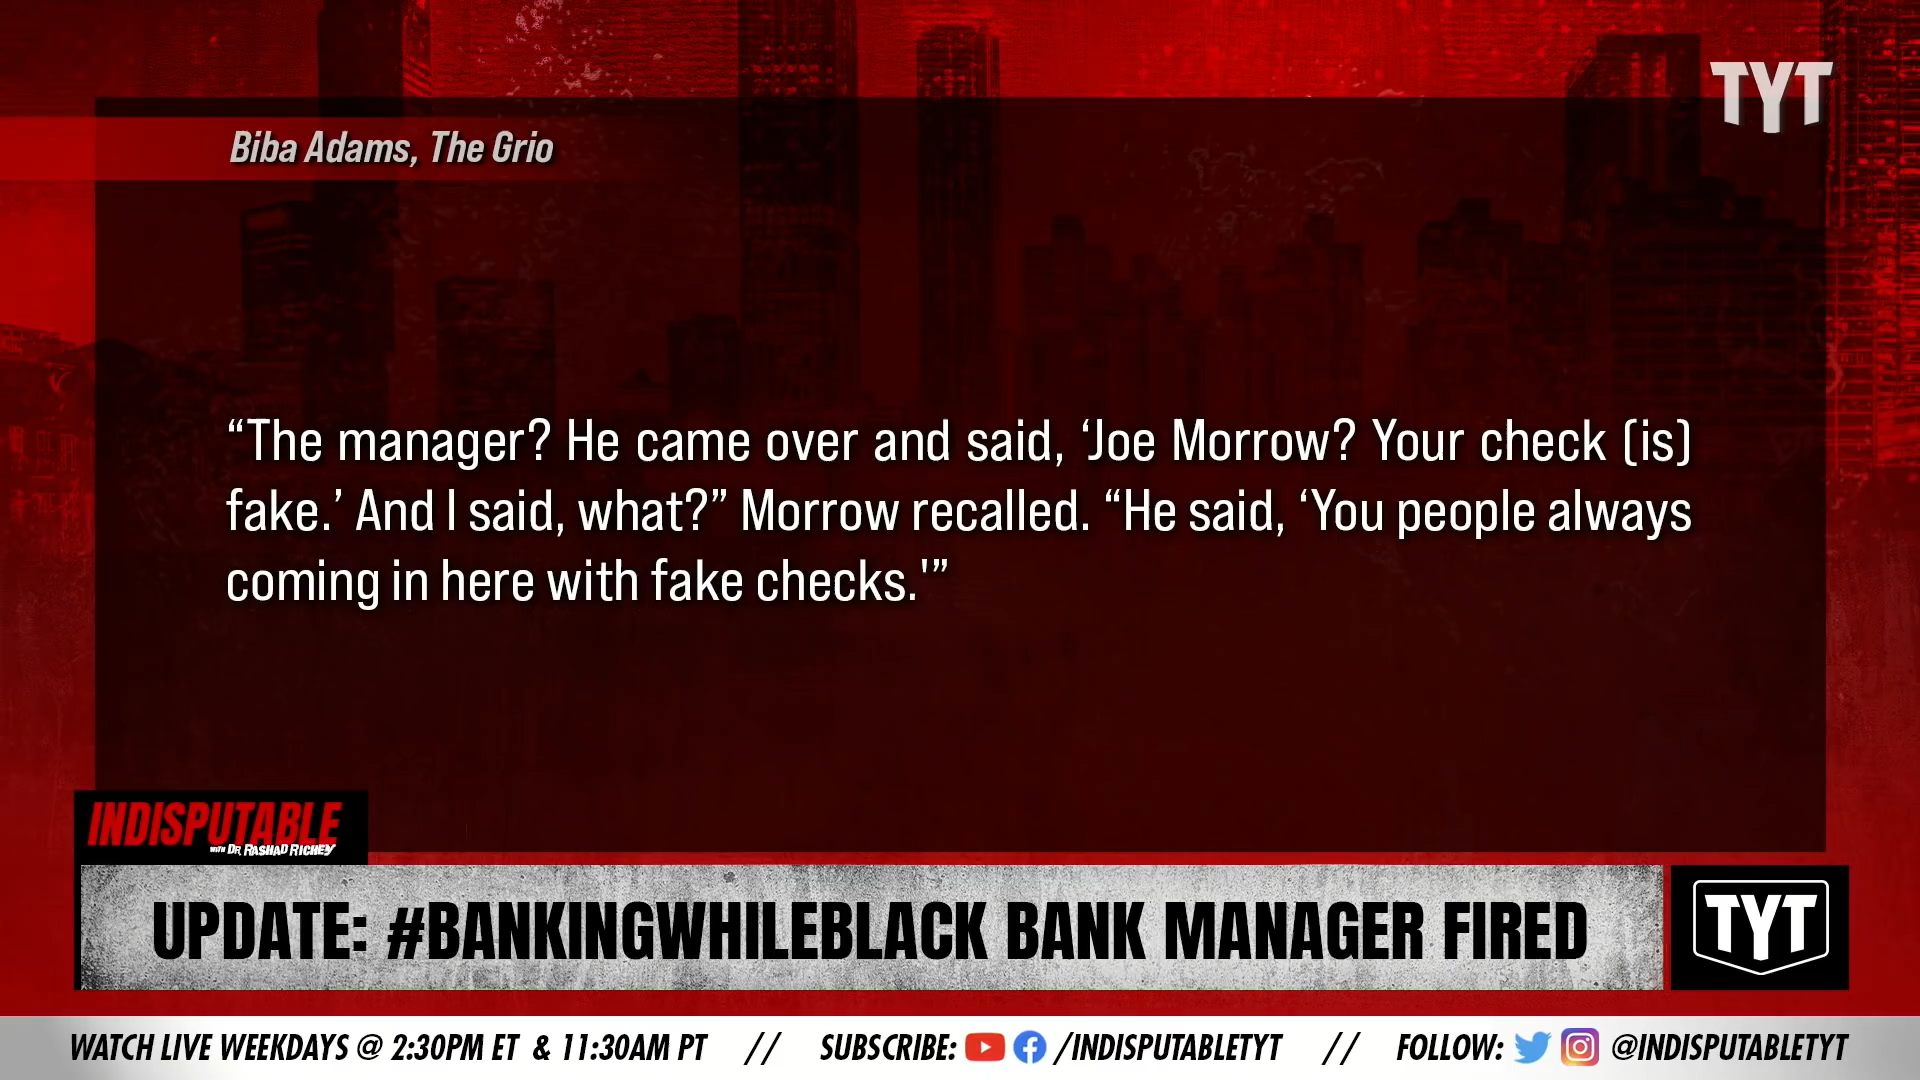 TYT
Biba Adams, The Grio
“The manager? He came over and said, ‘Joe Morrow? Your check (is)
fake.’ And I said, what?” Morrow recalled. “He said, ‘You people always
coming in here with fake checks.'”
INDISPUTABLE
WITH DR. RASHAD RICHEY
UPDATE: #BANKINGWHILEBLACK BANK MANAGER FIRED
TYT
WATCH LIVE WEEKDAYS @ 2:30PM ET & 11:30AM PT // SUBSCRIBE: /INDISPUTABLETYT // FOLLOW: @INDISPUTABLETYT